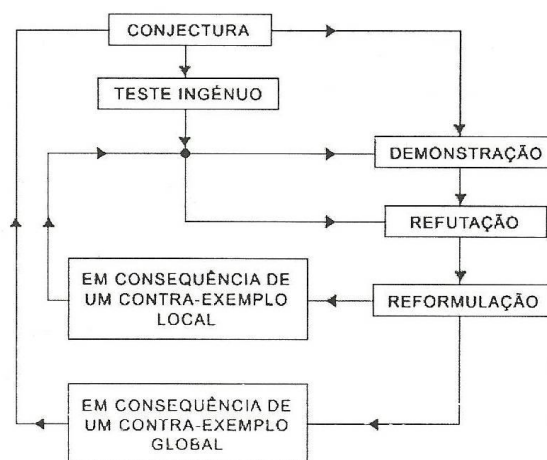 CONJECTURA
TESTE INGÉNUO
DEMONSTRAÇÃO
REFUTAÇÃO
EM CONSEQUÊNCIA DE
UM CONTRA-EXEMPLO
LOCAL
REFORMULAÇÃO
EM CONSEQUÊNCIA DE
UM CONTRA-EXEMPLO
GLOBAL